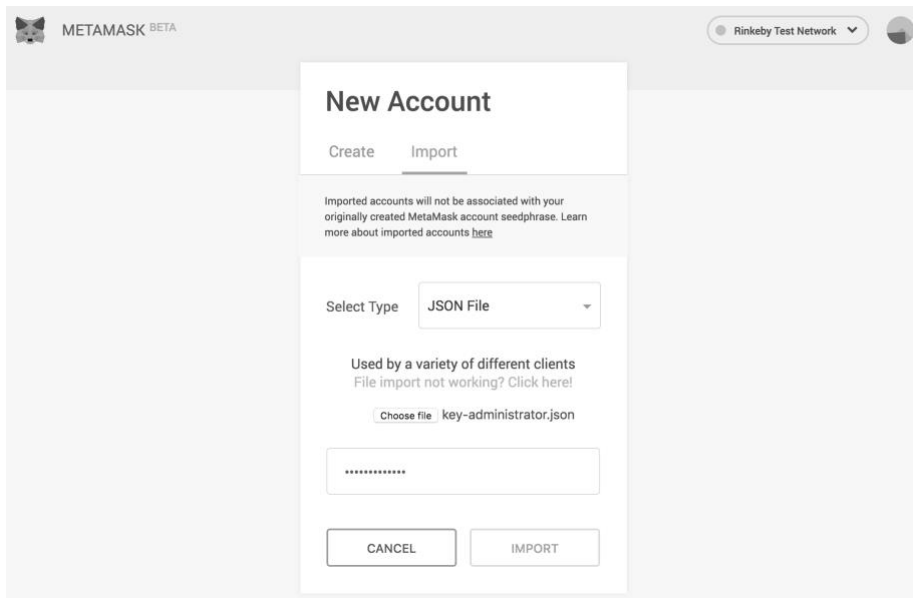 METAMASK BETA
Rinkeby Test Network
New Account
Create Import
Imported accounts will not be associated with your
originally created MetaMask account seedphrase. Learn
more about imported accounts here
Select Type JSON File
Used by a variety of different clients
File import not working? Click here!
Choose file key-administrator.json
•••••••••••••
CANCEL IMPORT